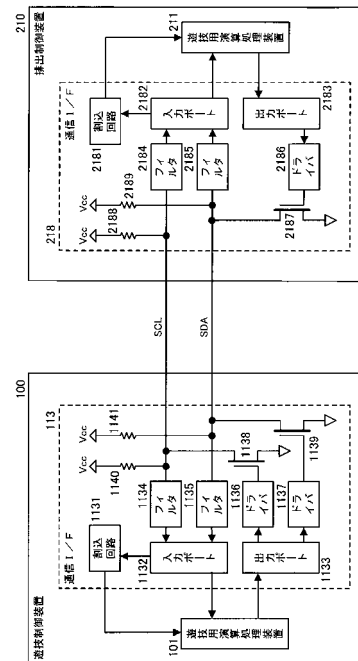 210
排出制御装置
211
遊技用演算処理装置
通信I/F
割込回路
2181
2182
入力ポート
2183
出力ポート
2184
フィルタ
2185
フィルタ
2186
ドライバ
2187
2188
2189
Vcc
Vcc
218
SCL
SDA
100
遊技制御装置
113
Vcc
Vcc
1140
1141
1131
割込回路
通信I/F
1134
フィルタ
1135
フィルタ
1136
ドライバ
1137
ドライバ
1138
1139
1132
入力ポート
1133
出力ポート
101
遊技用演算処理装置